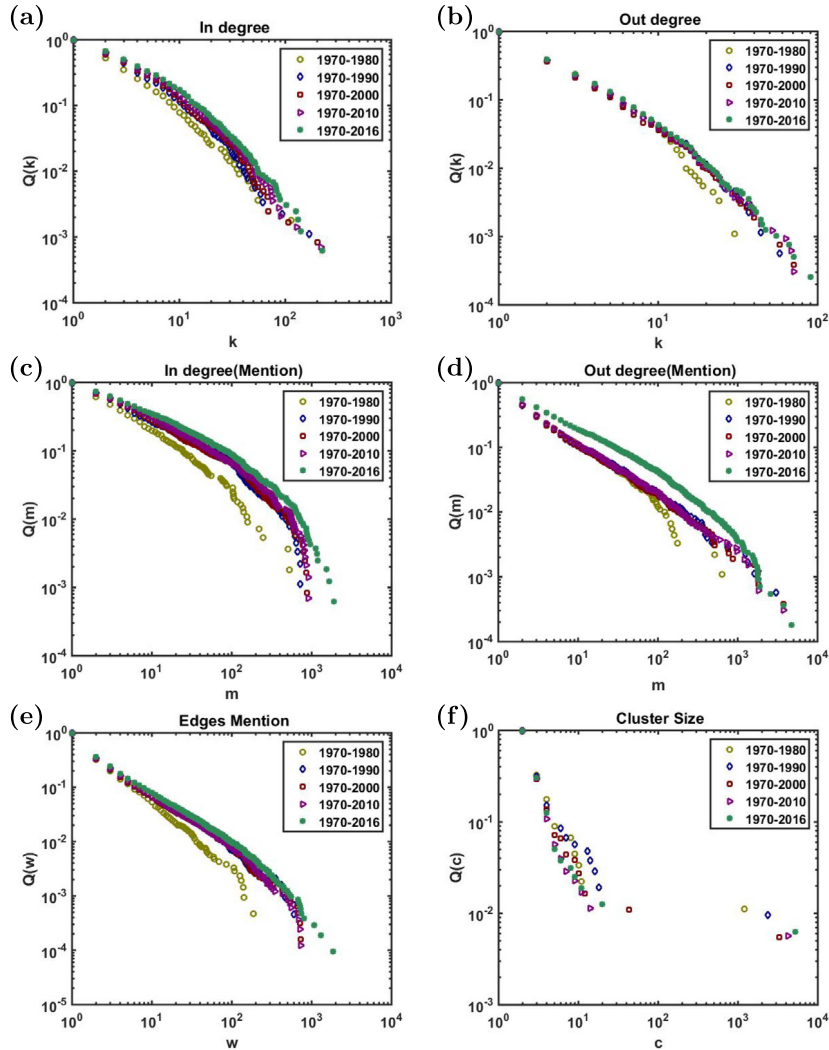 (a)
In degree
10^0
10^-1
10^-2
10^-3
10^-4
Q(k)
1970-1980
1970-1990
1970-2000
1970-2010
1970-2016
10^0 10^1 10^2 10^3
k
(b)
Out degree
10^0
10^-1
10^-2
10^-3
10^-4
Q(k)
1970-1980
1970-1990
1970-2000
1970-2010
1970-2016
10^0 10^1 10^2
k
(c)
In degree(Mention)
10^0
10^-1
10^-2
10^-3
10^-4
Q(m)
1970-1980
1970-1990
1970-2000
1970-2010
1970-2016
10^0 10^1 10^2 10^3 10^4
m
(d)
Out degree(Mention)
10^0
10^-1
10^-2
10^-3
10^-4
Q(m)
1970-1980
1970-1990
1970-2000
1970-2010
1970-2016
10^0 10^1 10^2 10^3 10^4
m
(e)
Edges Mention
10^0
10^-1
10^-2
10^-3
10^-4
10^-5
Q(w)
1970-1980
1970-1990
1970-2000
1970-2010
1970-2016
10^0 10^1 10^2 10^3 10^4
w
(f)
Cluster Size
10^0
10^-1
10^-2
10^-3
Q(c)
1970-1980
1970-1990
1970-2000
1970-2010
1970-2016
10^0 10^1 10^2 10^3 10^4
c